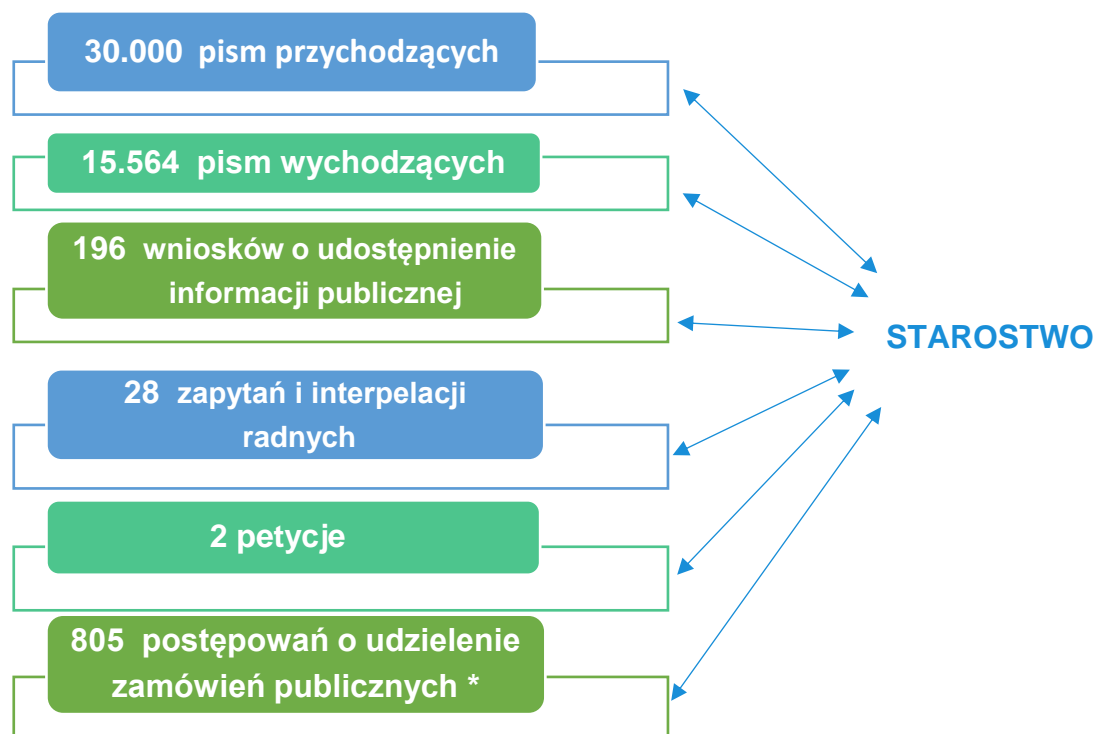 30.000 pism przychodzących
15.564 pism wychodzących
196 wniosków o udostępnienie
informacji publicznej
STAROSTWO
28 zapytań i interpelacji
radnych
2 petycje
805 postępowań o udzielenie
zamówień publicznych *